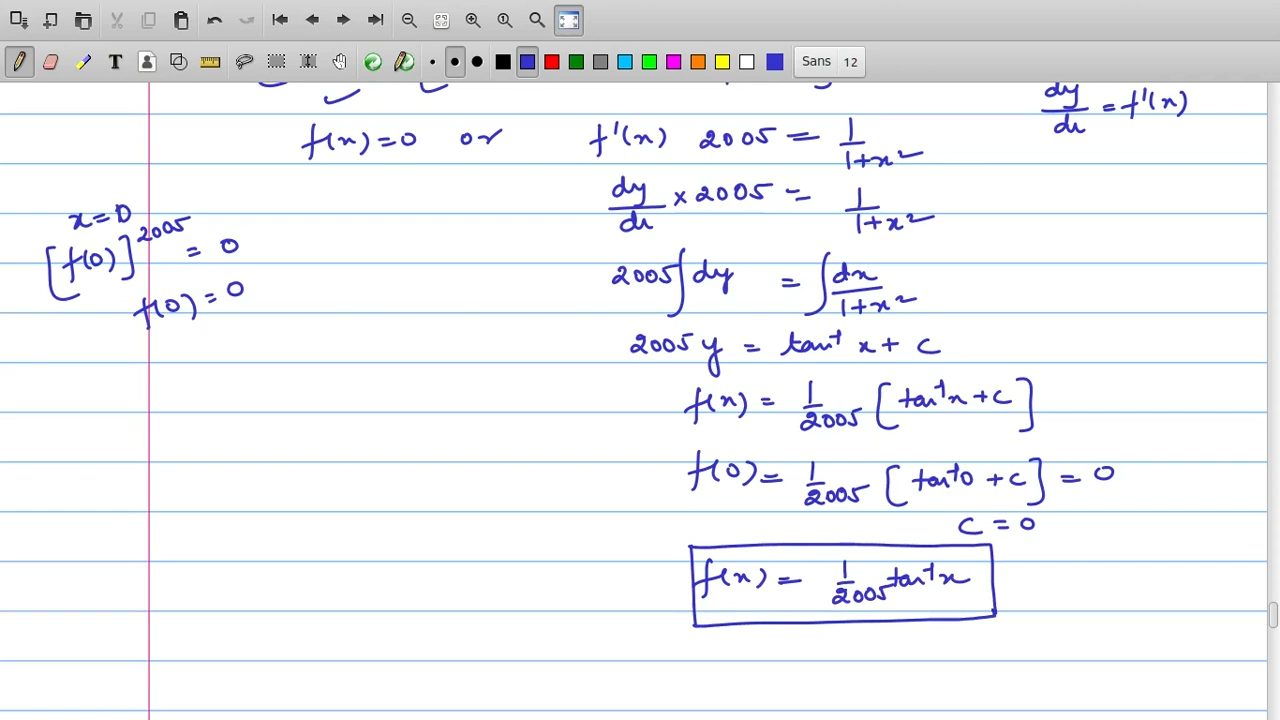 Sans 12
dy/dx = f'(x)
f(x)=0 or f'(x) 2005 = 1/1+x²
dy/dx × 2005 = 1/1+x²
x=0
[f(0)]^2005 = 0
f(0) = 0
2005 ∫dy = ∫dx/1+x²
2005 y = tan⁻¹ x + c
f(x) = 1/2005 [tan⁻¹x + c]
f(0) = 1/2005 [tan⁻¹0 + c] = 0
c = 0
f(x) = 1/2005 tan⁻¹x